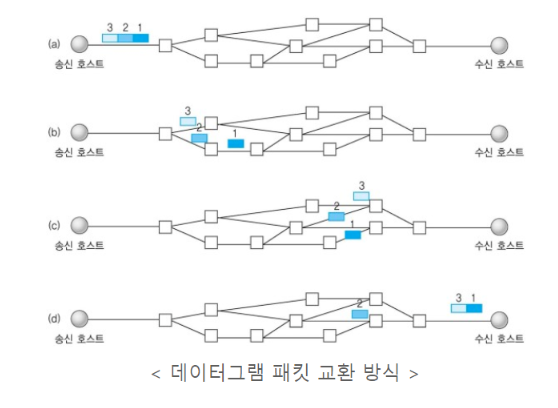 3 2 1
(a)
송신 호스트 수신 호스트
3
2 1
(b)
송신 호스트 수신 호스트
3
2
1
(c)
송신 호스트 수신 호스트
2 3 1
(d)
송신 호스트 수신 호스트
< 데이터그램 패킷 교환 방식 >